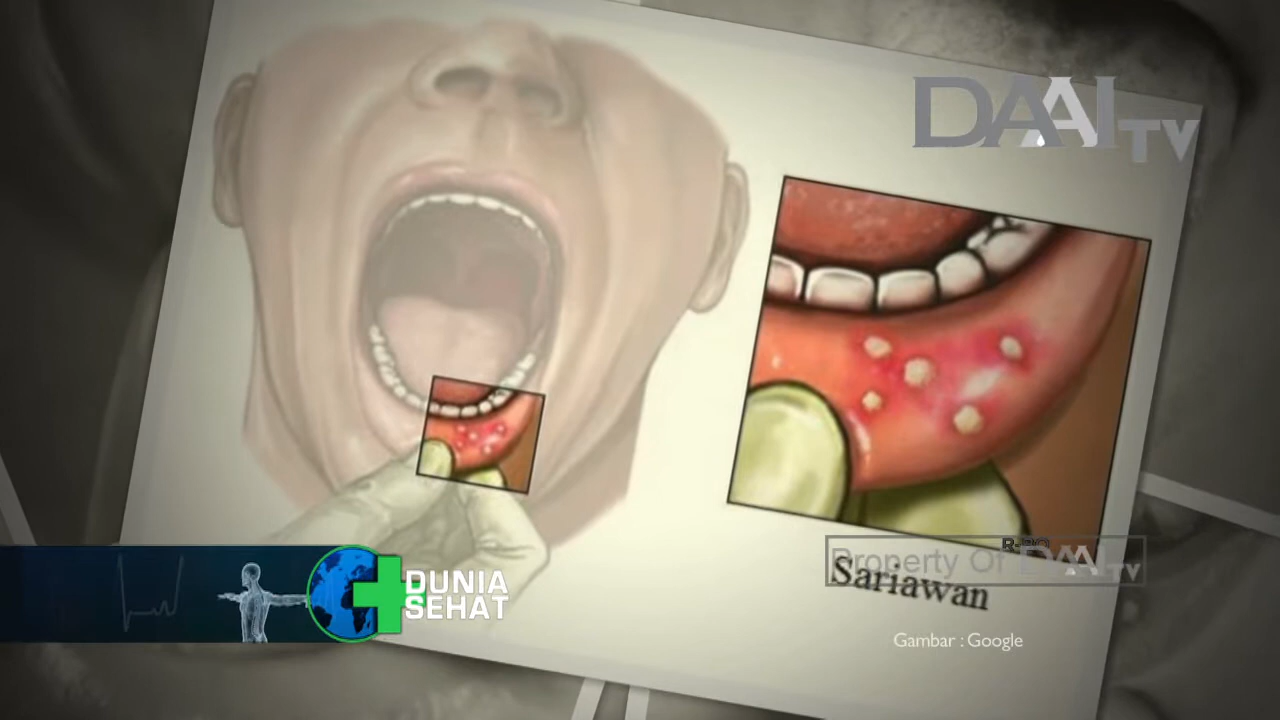 DAAI TV
Property Of DAAI TV
Sariawan
DUNIA
SEHAT
Gambar : Google